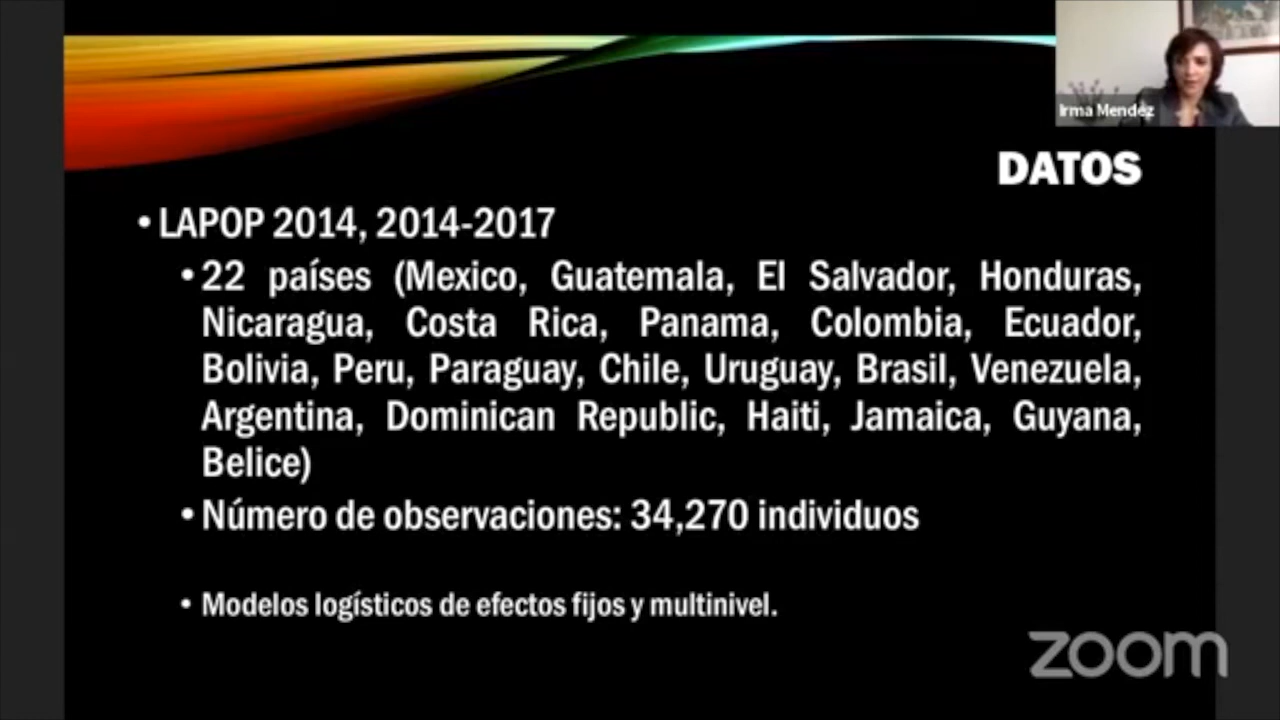 Irma Mendez
DATOS
• LAPOP 2014, 2014-2017
• 22 países (Mexico, Guatemala, El Salvador, Honduras,
Nicaragua, Costa Rica, Panama, Colombia, Ecuador,
Bolivia, Peru, Paraguay, Chile, Uruguay, Brasil, Venezuela,
Argentina, Dominican Republic, Haiti, Jamaica, Guyana,
Belice)
• Número de observaciones: 34,270 individuos
• Modelos logísticos de efectos fijos y multinivel.
zoom